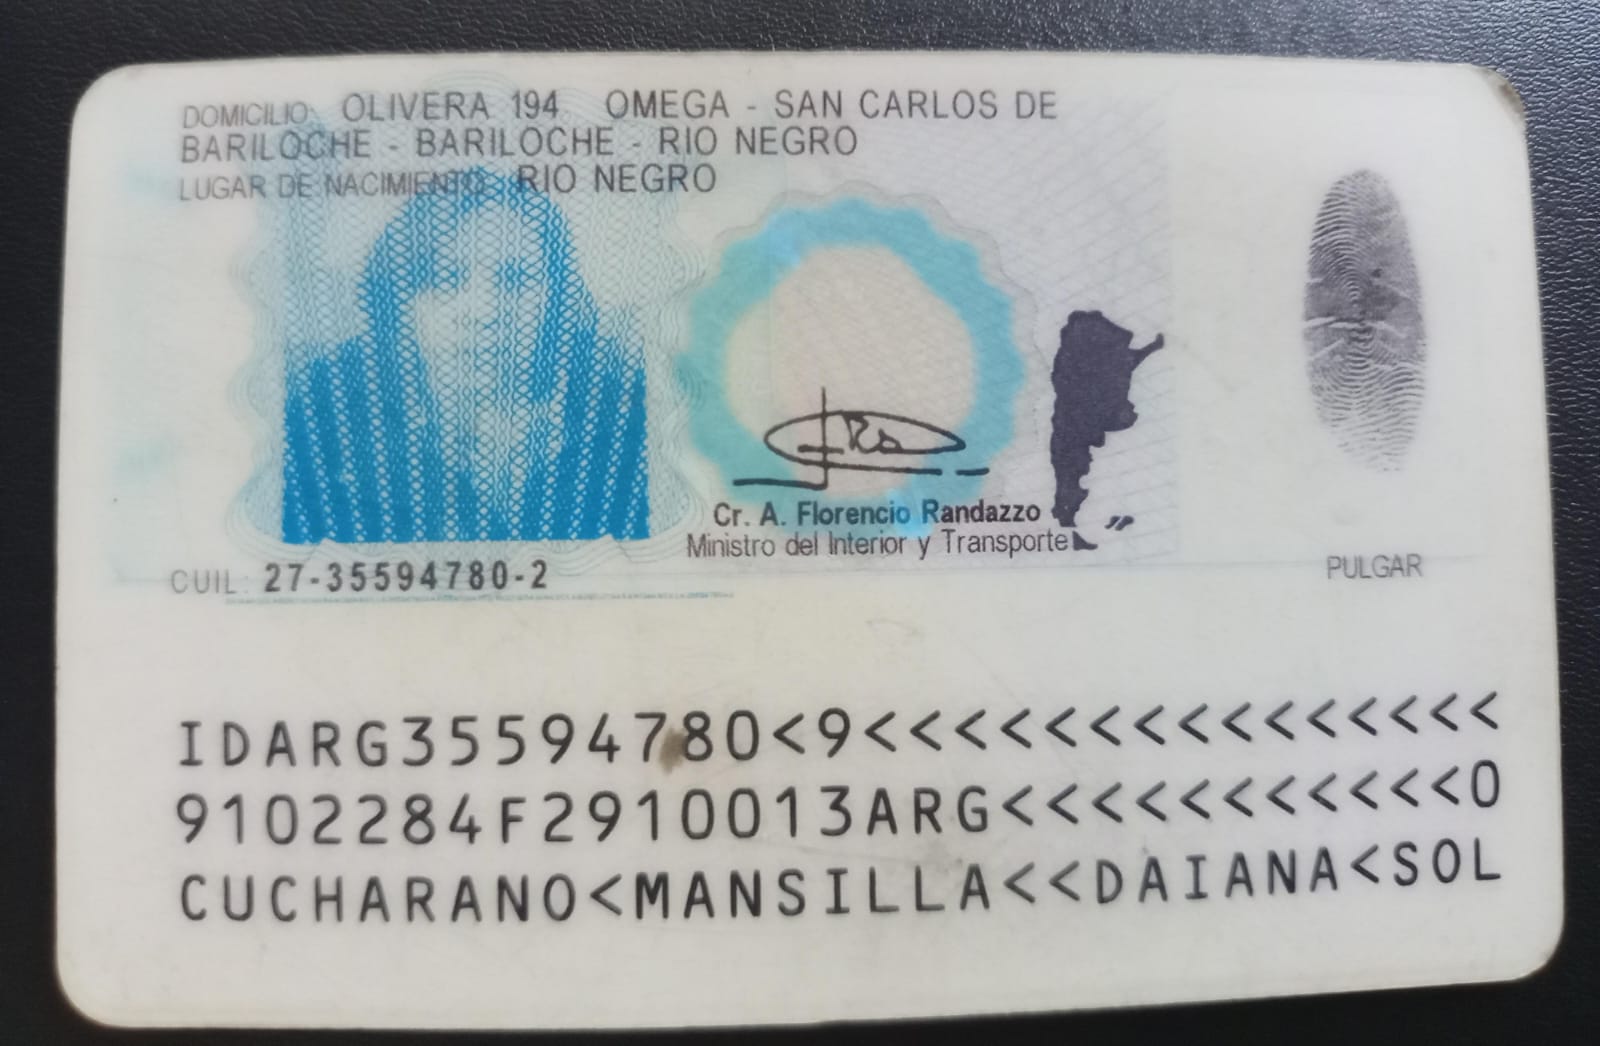 DOMICILIO: OLIVERA 194 OMEGA - SAN CARLOS DE
BARILOCHE - BARILOCHE - RIO NEGRO
LUGAR DE NACIMIENTO: RIO NEGRO
Cr. A. Florencio Randazzo
Ministro del Interior y Transporte
PULGAR
CUIL: 27-35594780-2
IDARG35594780<9<<<<<<<<<<<<<<<
9102284F2910013ARG<<<<<<<<<<<0
CUCHARANO<MANSILLA<<DAIANA<SOL